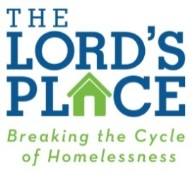 THE
LORD'S
PLACE
Breaking the Cycle
of Homelessness